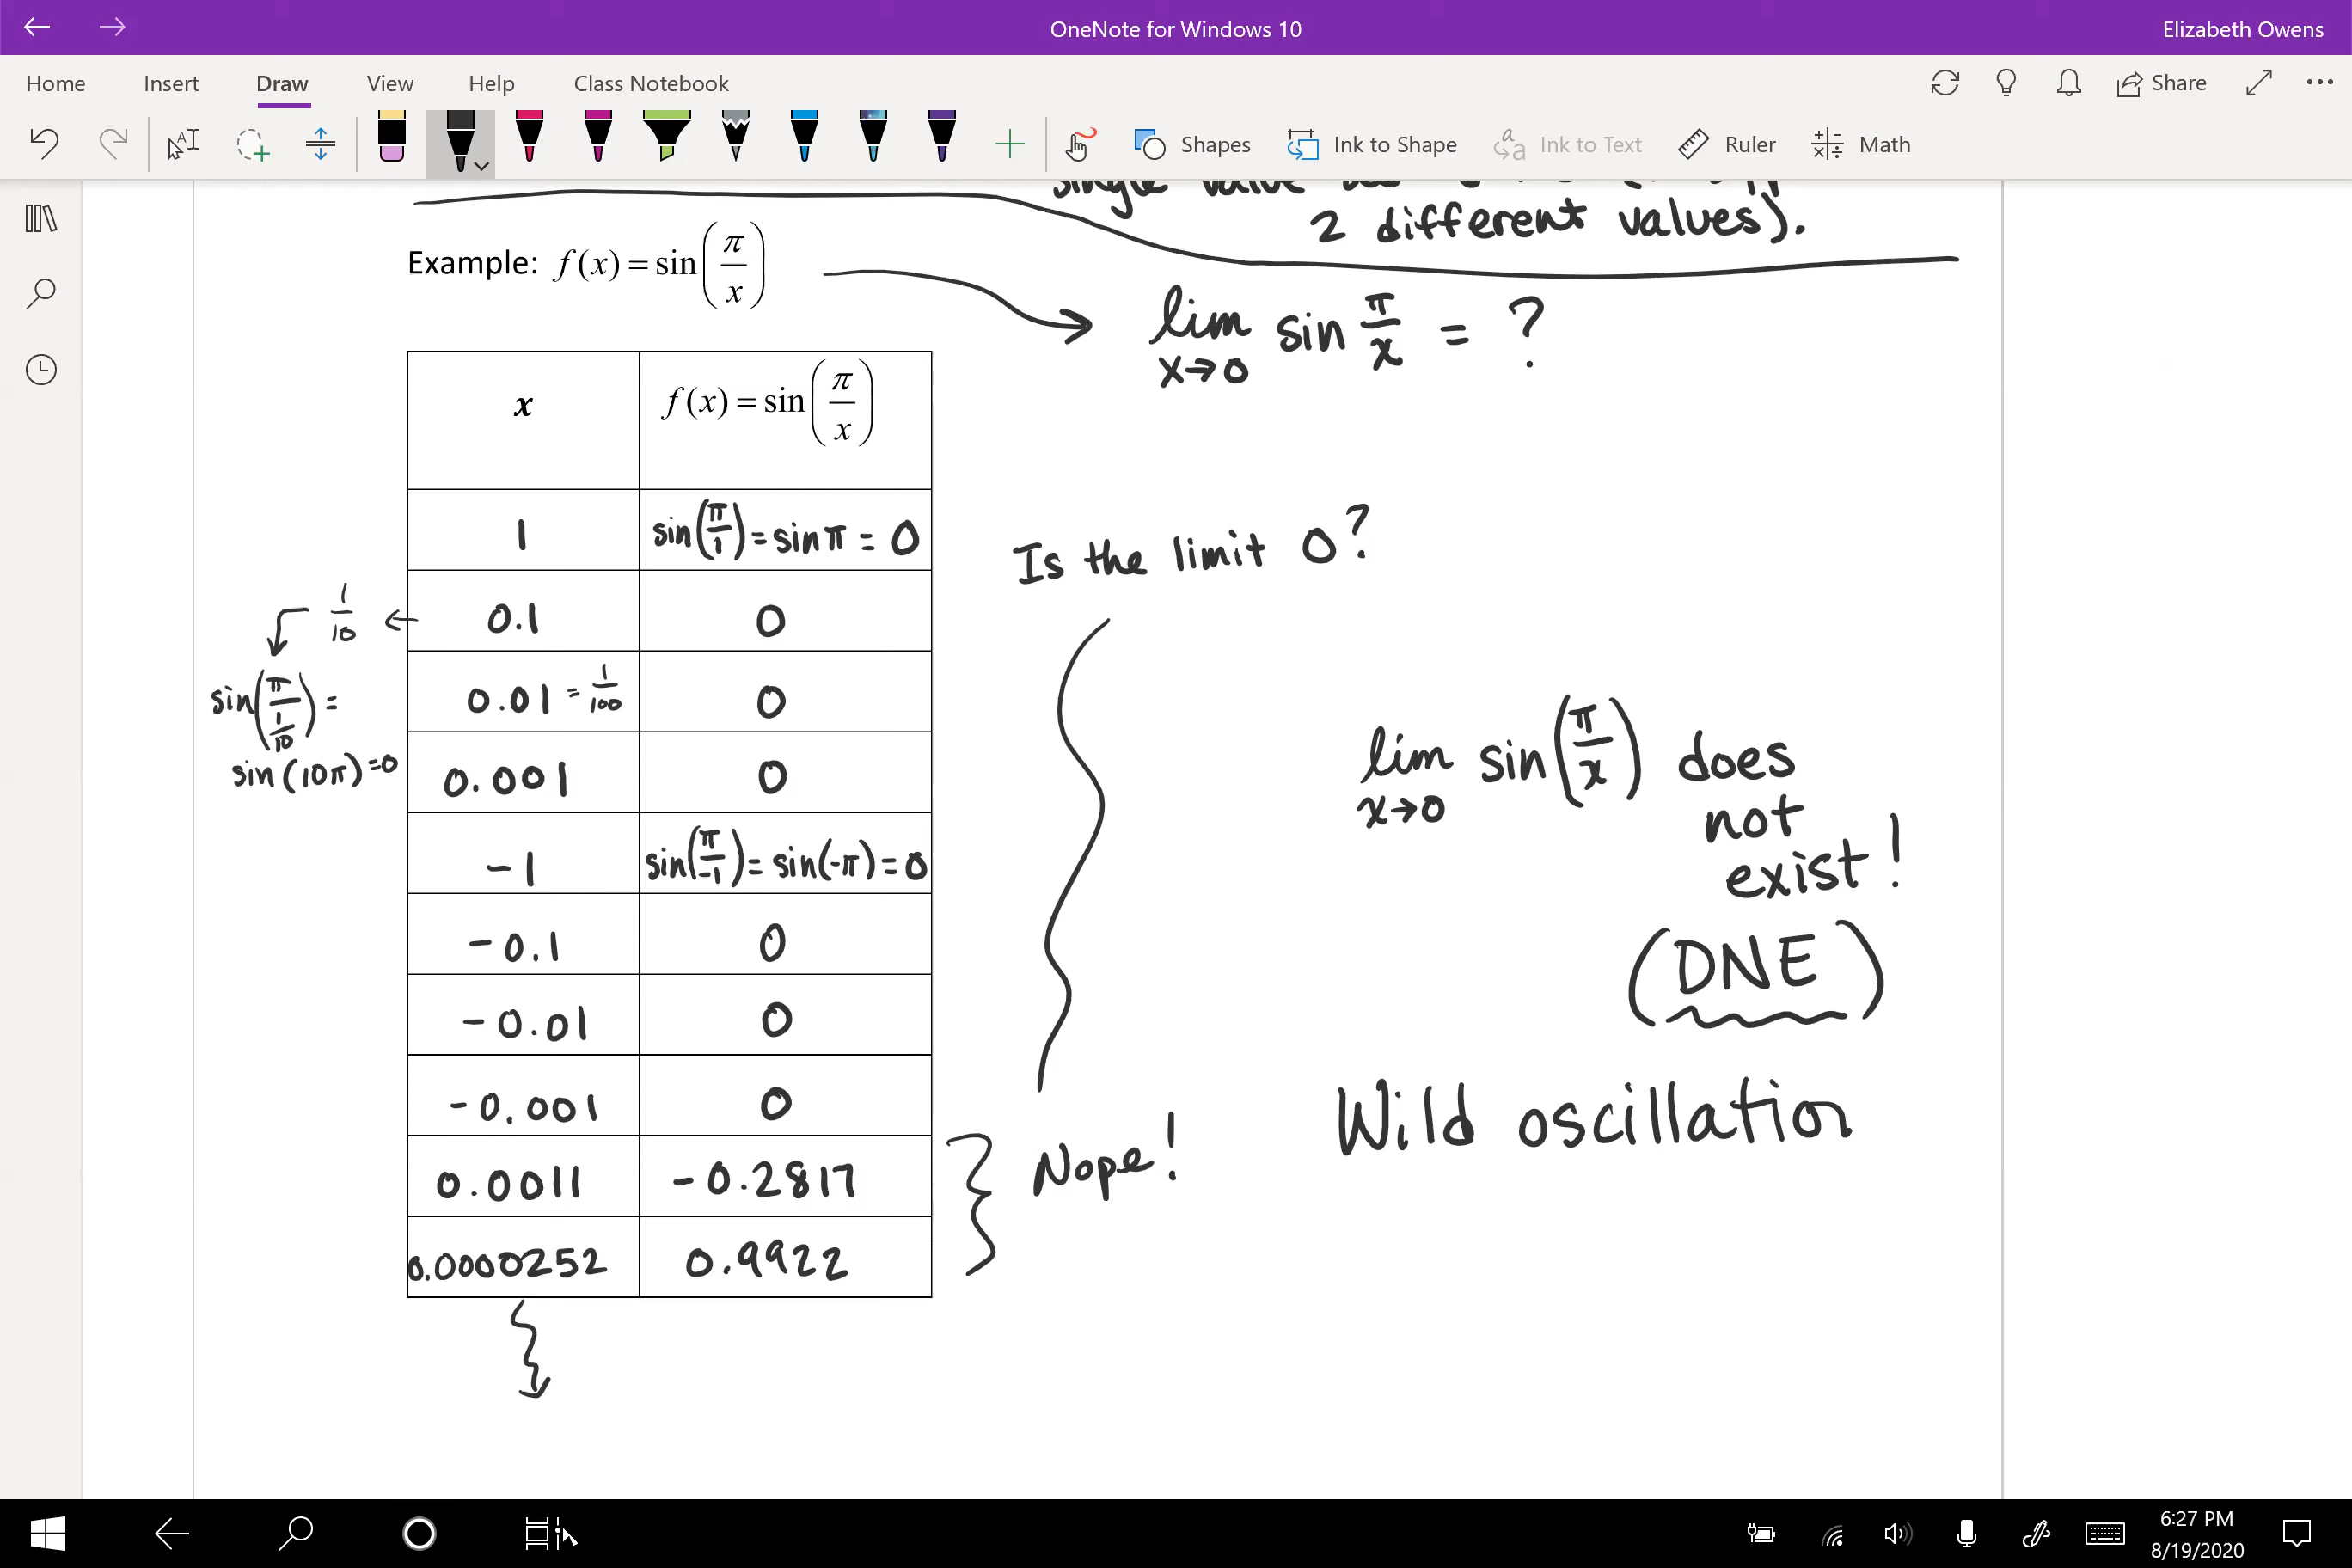 OneNote for Windows 10
Elizabeth Owens
Home Insert Draw View Help Class Notebook
Share
Shapes Ink to Shape Ink to Text Ruler Math
single value
2 different values).
Example: f(x) = sin(π/x)
lim x→0 sin π/x = ?
x f(x) = sin(π/x)
1 sin(π/1) = sin π = 0
Is the limit 0?
1/10 ← 0.1 0
sin(π/(1/10)) =
sin(10π) = 0
0.01 = 1/100 0
0.001 0
lim x→0 sin(π/x) does
not
exist!
(DNE)
-1 sin(π/-1) = sin(-π) = 0
-0.1 0
-0.01 0
-0.001 0
Wild oscillation
0.0011 -0.2817
Nope!
0.0000252 0.9922
6:27 PM
8/19/2020